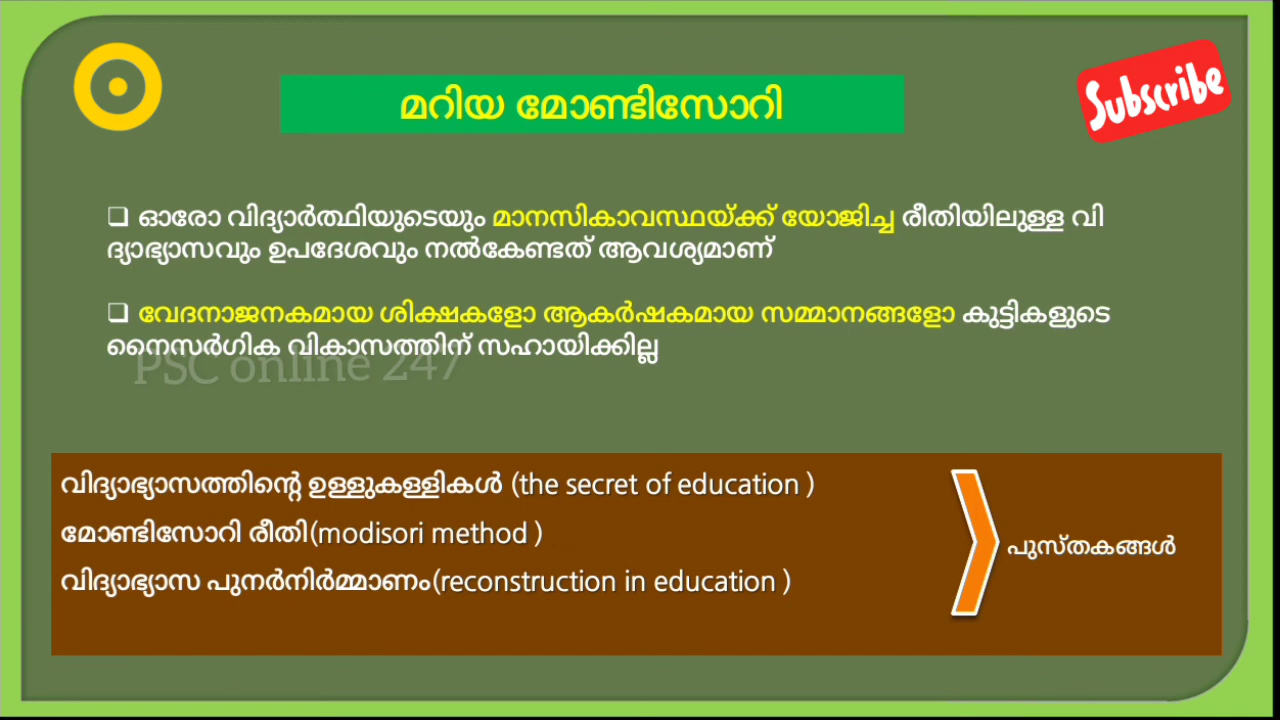 മറിയ മോണ്ടിസോറി
Subscribe
❑ ഓരോ വിദ്യാർത്ഥിയുടെയും മാനസികാവസ്ഥയ്ക്ക് യോജിച്ച രീതിയിലുള്ള വി
ദ്യാഭ്യാസവും ഉപദേശവും നൽകേണ്ടത് ആവശ്യമാണ്
❑ വേദനാജനകമായ ശിക്ഷകളോ ആകർഷകമായ സമ്മാനങ്ങളോ കുട്ടികളുടെ
നൈസർഗിക വികാസത്തിന് സഹായിക്കില്ല
PSC online 247
വിദ്യാഭ്യാസത്തിന്റെ ഉള്ളുകള്ളികൾ (the secret of education )
മോണ്ടിസോറി രീതി(modisori method )
വിദ്യാഭ്യാസ പുനർനിർമ്മാണം(reconstruction in education )
പുസ്തകങ്ങൾ